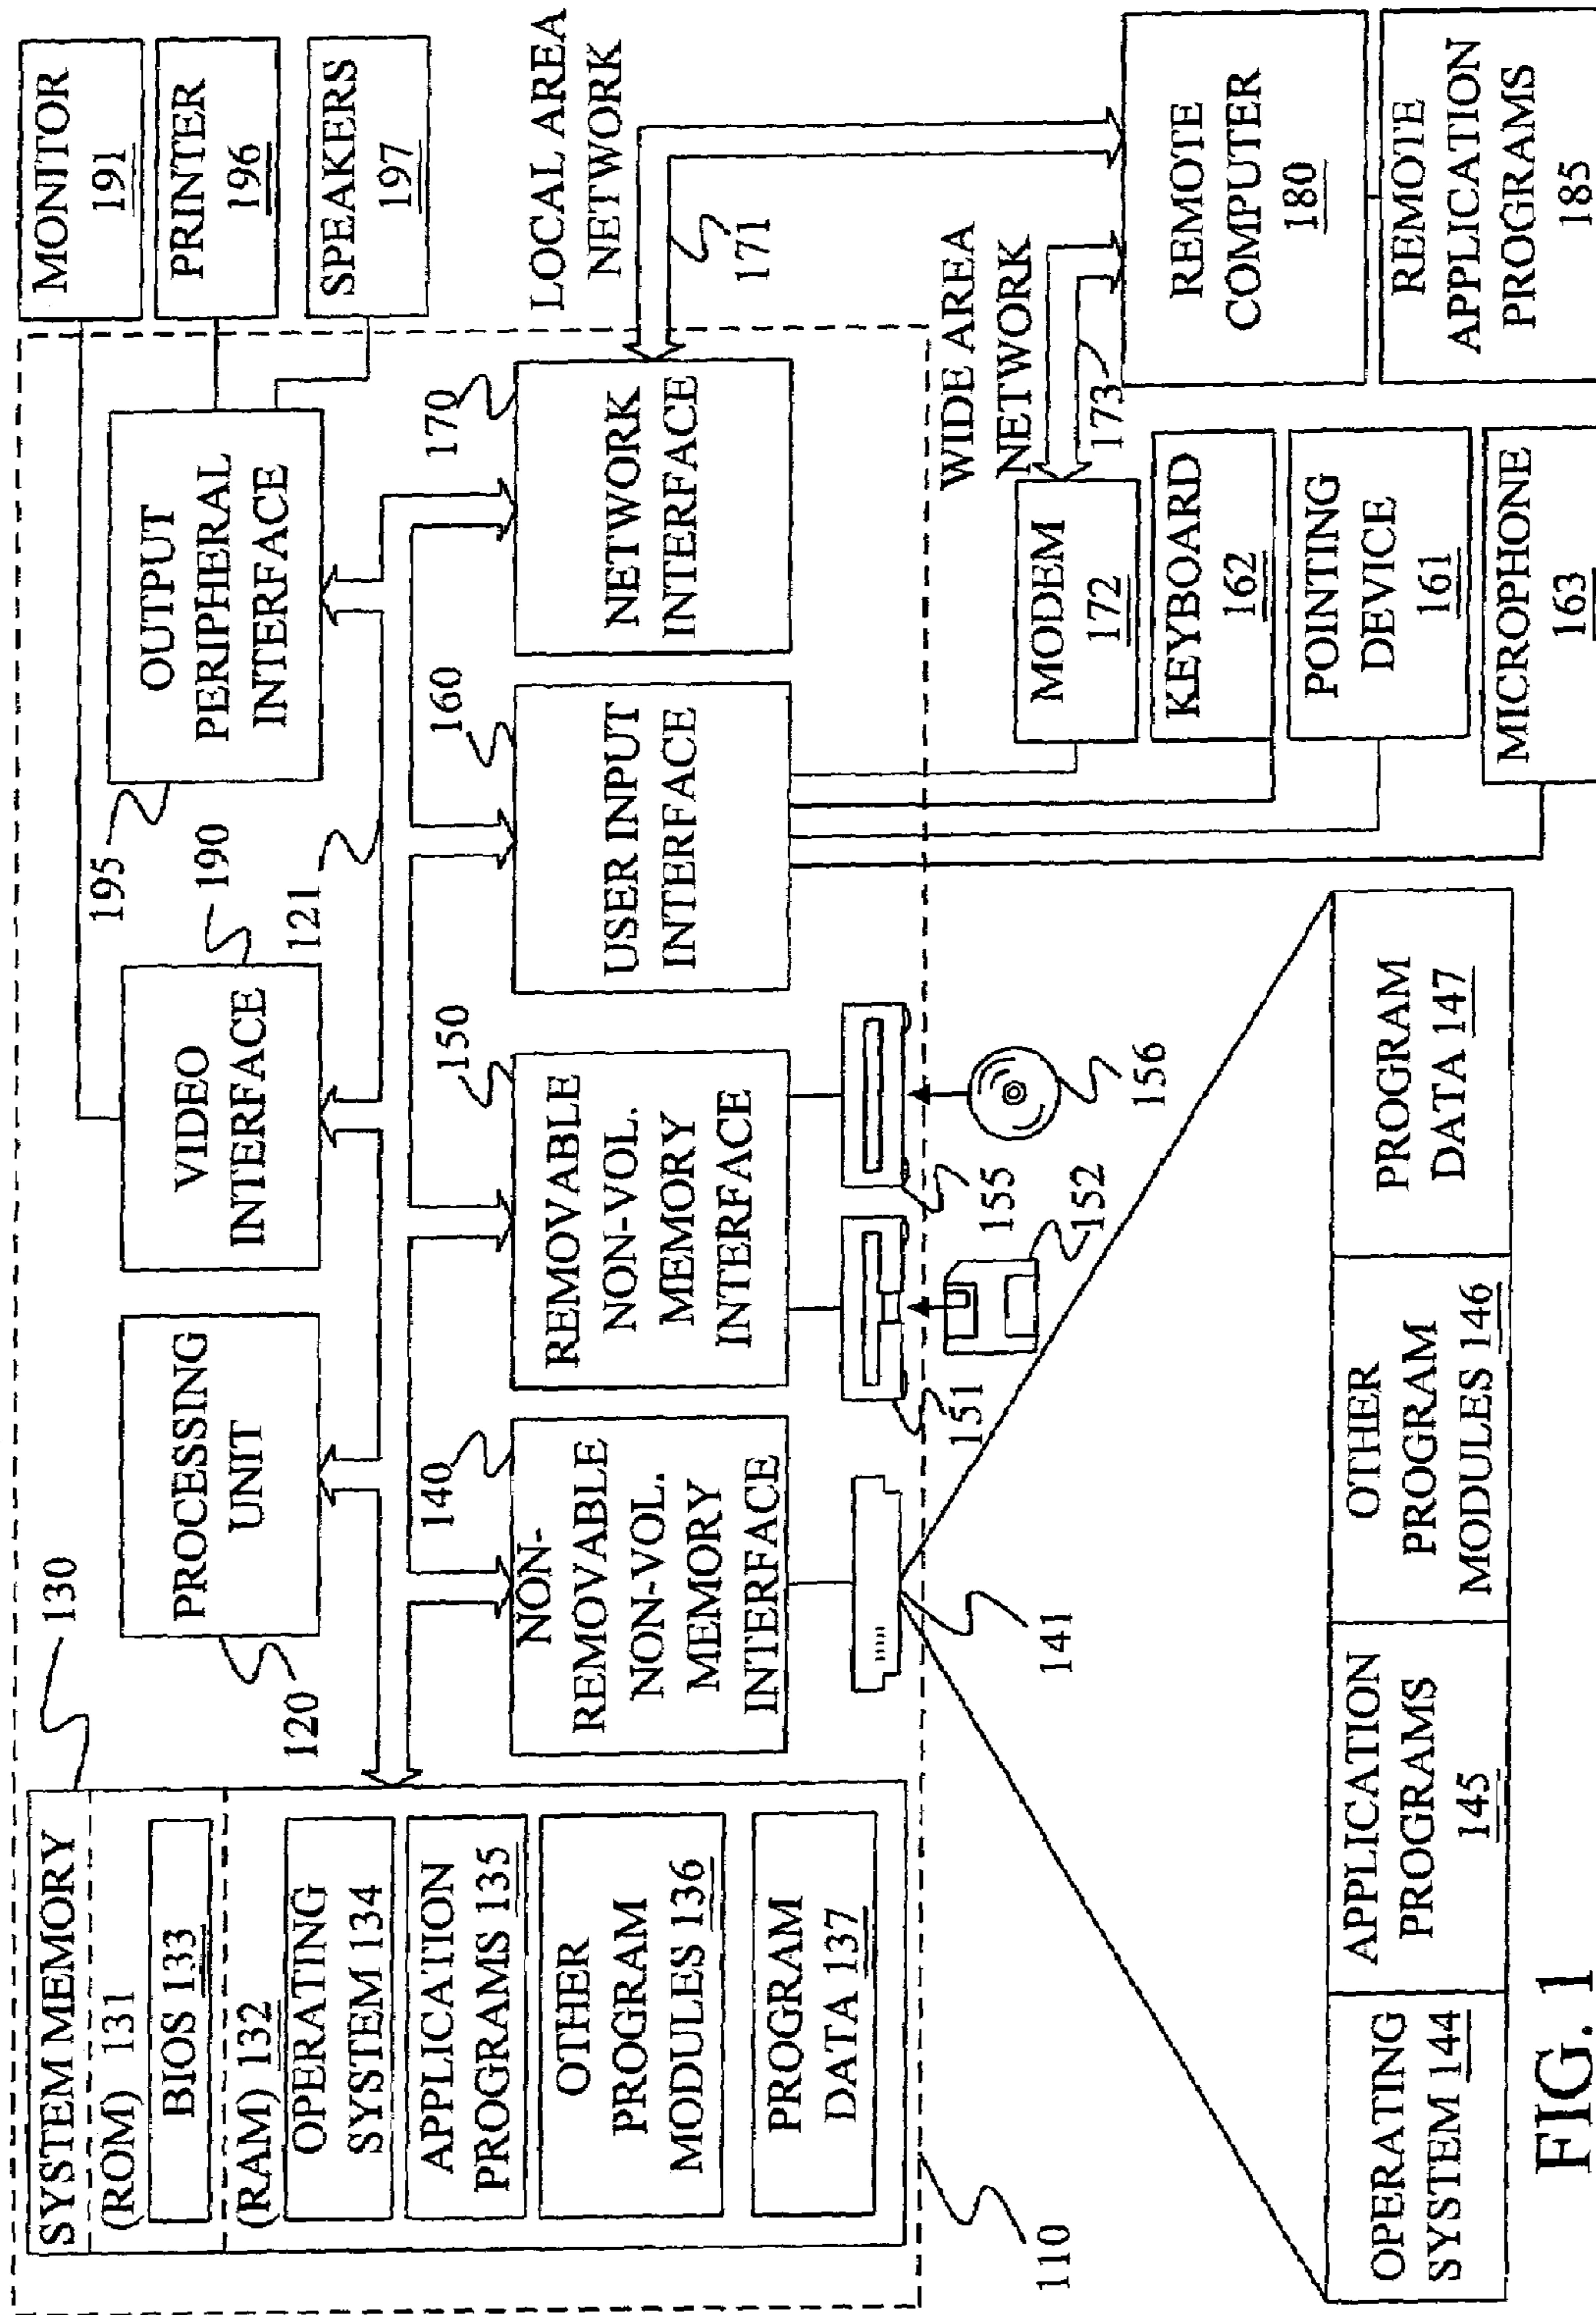 SYSTEM MEMORY
(ROM) 131
BIOS 133
(RAM) 132
OPERATING
SYSTEM 134
APPLICATION
PROGRAMS 135
OTHER
PROGRAM
MODULES 136
PROGRAM
DATA 137
130
PROCESSING
UNIT
120
VIDEO
INTERFACE
190
121
OUTPUT
PERIPHERAL
INTERFACE
195
MONITOR
191
PRINTER
196
SPEAKERS
197
NON-
REMOVABLE
NON-VOL.
MEMORY
INTERFACE
140
REMOVABLE
NON-VOL.
MEMORY
INTERFACE
150
USER INPUT
INTERFACE
160
NETWORK
INTERFACE
170
LOCAL AREA
NETWORK
171
WIDE AREA
NETWORK
173
141
151
152
155
156
110
MODEM
172
KEYBOARD
162
POINTING
DEVICE
161
MICROPHONE
163
REMOTE
COMPUTER
180
REMOTE
APPLICATION
PROGRAMS
185
OPERATING
SYSTEM 144
APPLICATION
PROGRAMS
145
OTHER
PROGRAM
MODULES 146
PROGRAM
DATA 147
FIG. 1